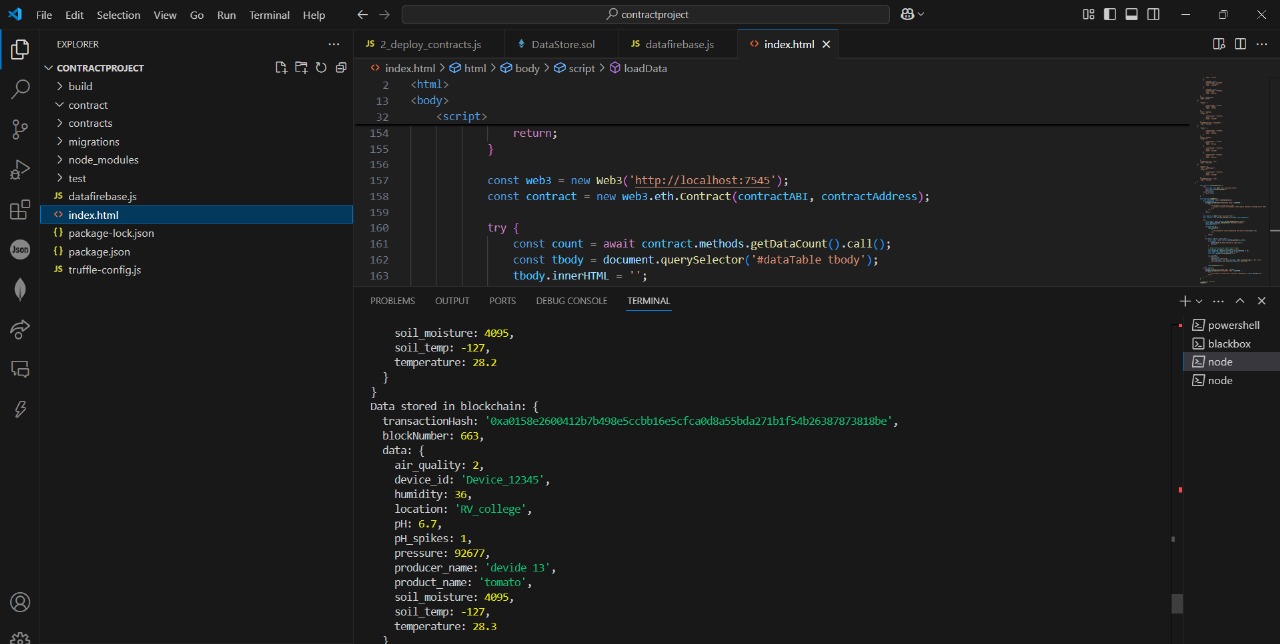 File Edit Selection View Go Run Terminal Help
contractproject
EXPLORER
CONTRACTPROJECT
build
contract
contracts
migrations
node_modules
test
JS datafirebase.js
<> index.html
{} package-lock.json
{} package.json
JS truffle-config.js
Json
JS 2_deploy_contracts.js
DataStore.sol
JS datafirebase.js
<> index.html
<> index.html > html > body > script > loadData
2 <html>
13 <body>
32 <script>
154 return;
155 }
156
157 const web3 = new Web3('http://localhost:7545');
158 const contract = new web3.eth.Contract(contractABI, contractAddress);
159
160 try {
161 const count = await contract.methods.getDataCount().call();
162 const tbody = document.querySelector('#dataTable tbody');
163 tbody.innerHTML = '';
PROBLEMS OUTPUT PORTS DEBUG CONSOLE TERMINAL
soil_moisture: 4095,
soil_temp: -127,
temperature: 28.2
}
}
Data stored in blockchain: {
transactionHash: '0xa0158e2600412b7b498e5ccbb16e5cfca0d8a55bda271b1f54b26387873818be',
blockNumber: 663,
data: {
air_quality: 2,
device_id: 'Device_12345',
humidity: 36,
location: 'RV_college',
pH: 6.7,
pH_spikes: 1,
pressure: 92677,
producer_name: 'devide 13',
product_name: 'tomato',
soil_moisture: 4095,
soil_temp: -127,
temperature: 28.3
}
powershell
blackbox
node
node